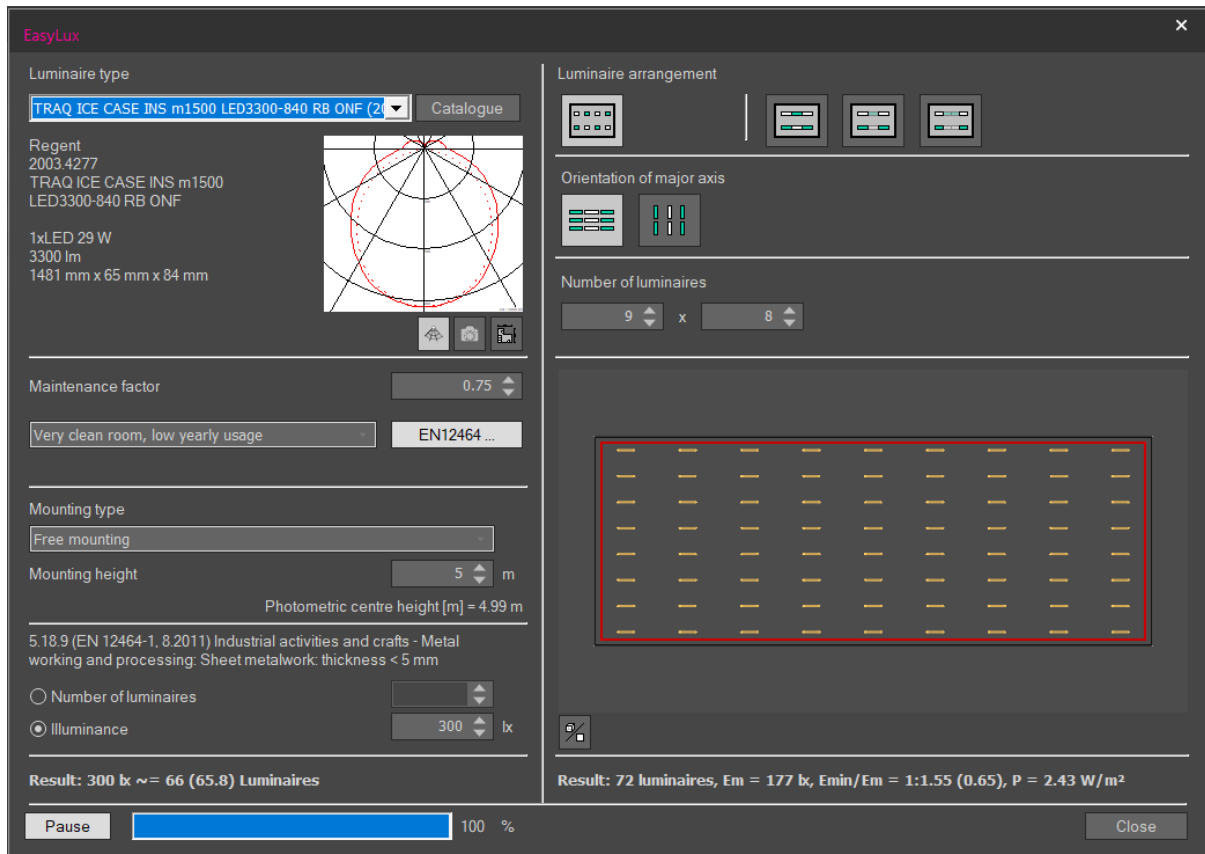 EasyLux
Luminaire type
TRAQ ICE CASE INS m1500 LED3300-840 RB ONF (20
Catalogue
Regent
2003.4277
TRAQ ICE CASE INS m1500
LED3300-840 RB ONF
1xLED 29 W
3300 lm
1481 mm x 65 mm x 84 mm
Maintenance factor
0.75
Very clean room, low yearly usage
EN12464 ...
Mounting type
Free mounting
Mounting height
5 m
Photometric centre height [m] = 4.99 m
5.18.9 (EN 12464-1, 8.2011) Industrial activities and crafts - Metal
working and processing: Sheet metalwork: thickness < 5 mm
Number of luminaires
Illuminance
300 lx
Result: 300 lx ~= 66 (65.8) Luminaires
Luminaire arrangement
Orientation of major axis
Number of luminaires
9 x 8
Result: 72 luminaires, Em = 177 lx, Emin/Em = 1:1.55 (0.65), P = 2.43 W/m²
Pause
100 %
Close